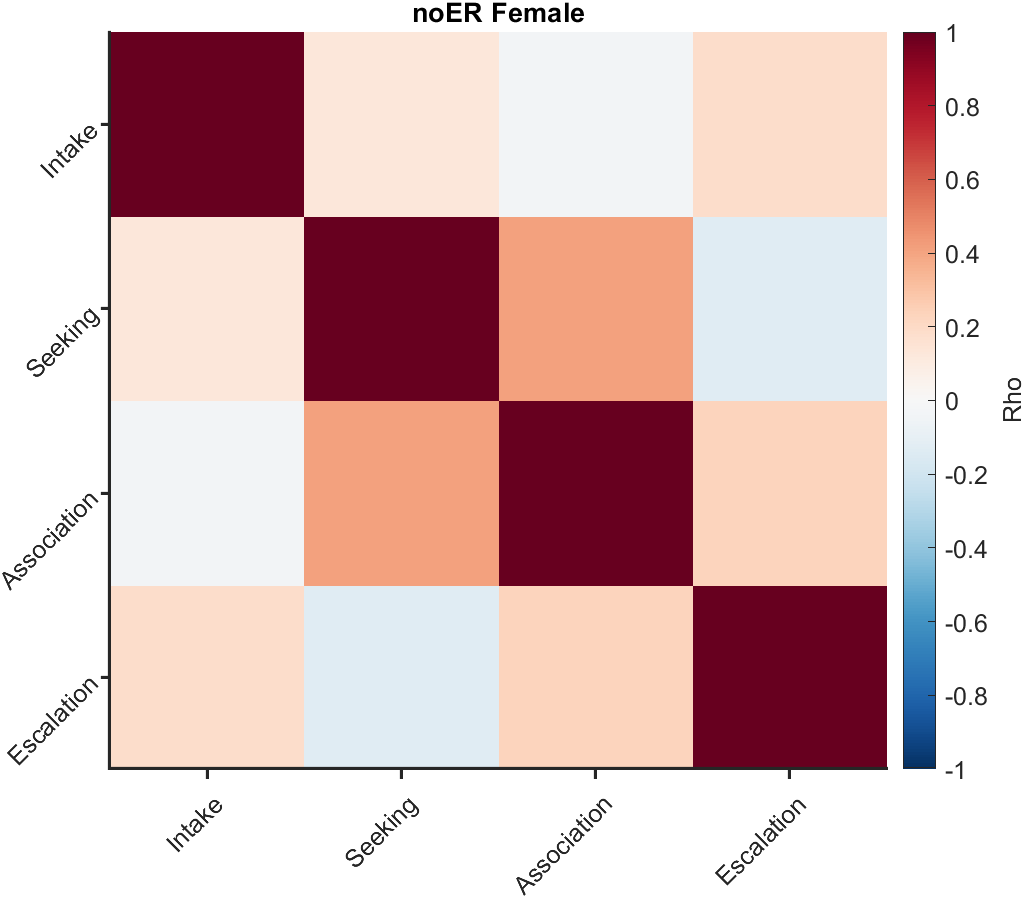 noER Female
Intake
Seeking
Association
Escalation
Intake
Seeking
Association
Escalation
1
0.8
0.6
0.4
0.2
0
-0.2
-0.4
-0.6
-0.8
-1
Rho